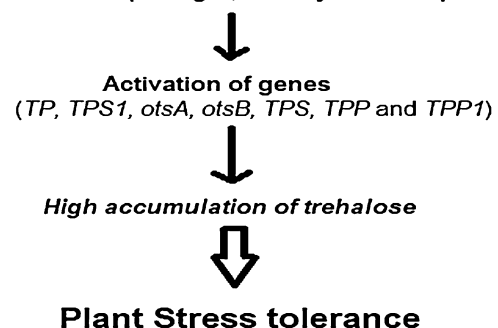 Activation of genes
(TP, TPS1, otsA, otsB, TPS, TPP and TPP1)
High accumulation of trehalose
Plant Stress tolerance